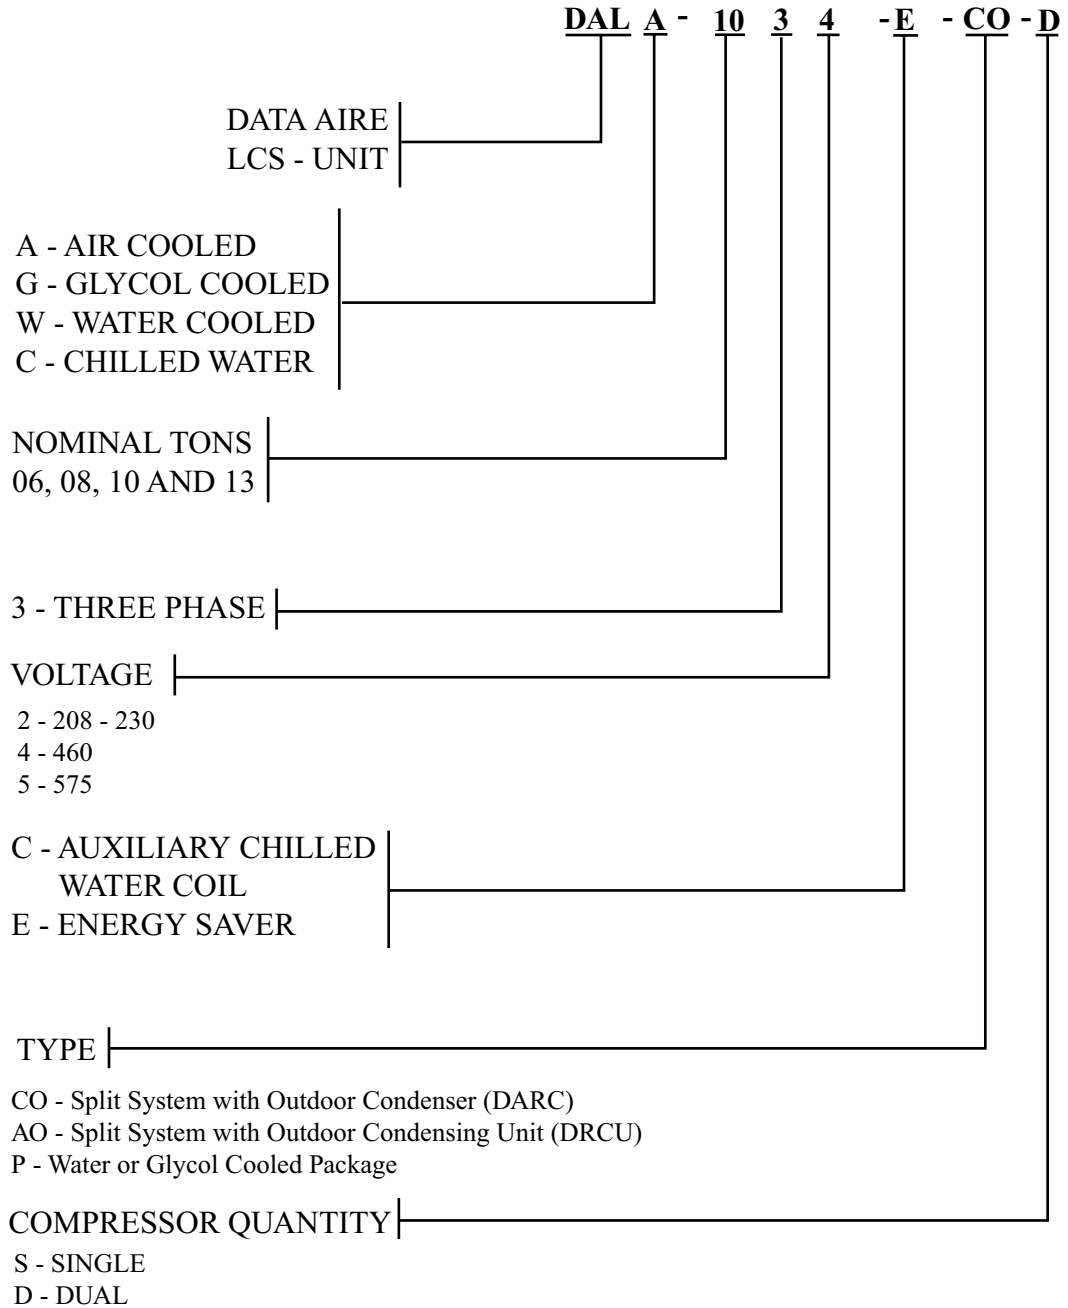 DAL A - 10 3 4 -E - CO - D
DATA AIRE
LCS - UNIT
A - AIR COOLED
G - GLYCOL COOLED
W - WATER COOLED
C - CHILLED WATER
NOMINAL TONS
06, 08, 10 AND 13
3 - THREE PHASE
VOLTAGE
2 - 208 - 230
4 - 460
5 - 575
C - AUXILIARY CHILLED
WATER COIL
E - ENERGY SAVER
TYPE
CO - Split System with Outdoor Condenser (DARC)
AO - Split System with Outdoor Condensing Unit (DRCU)
P - Water or Glycol Cooled Package
COMPRESSOR QUANTITY
S - SINGLE
D - DUAL